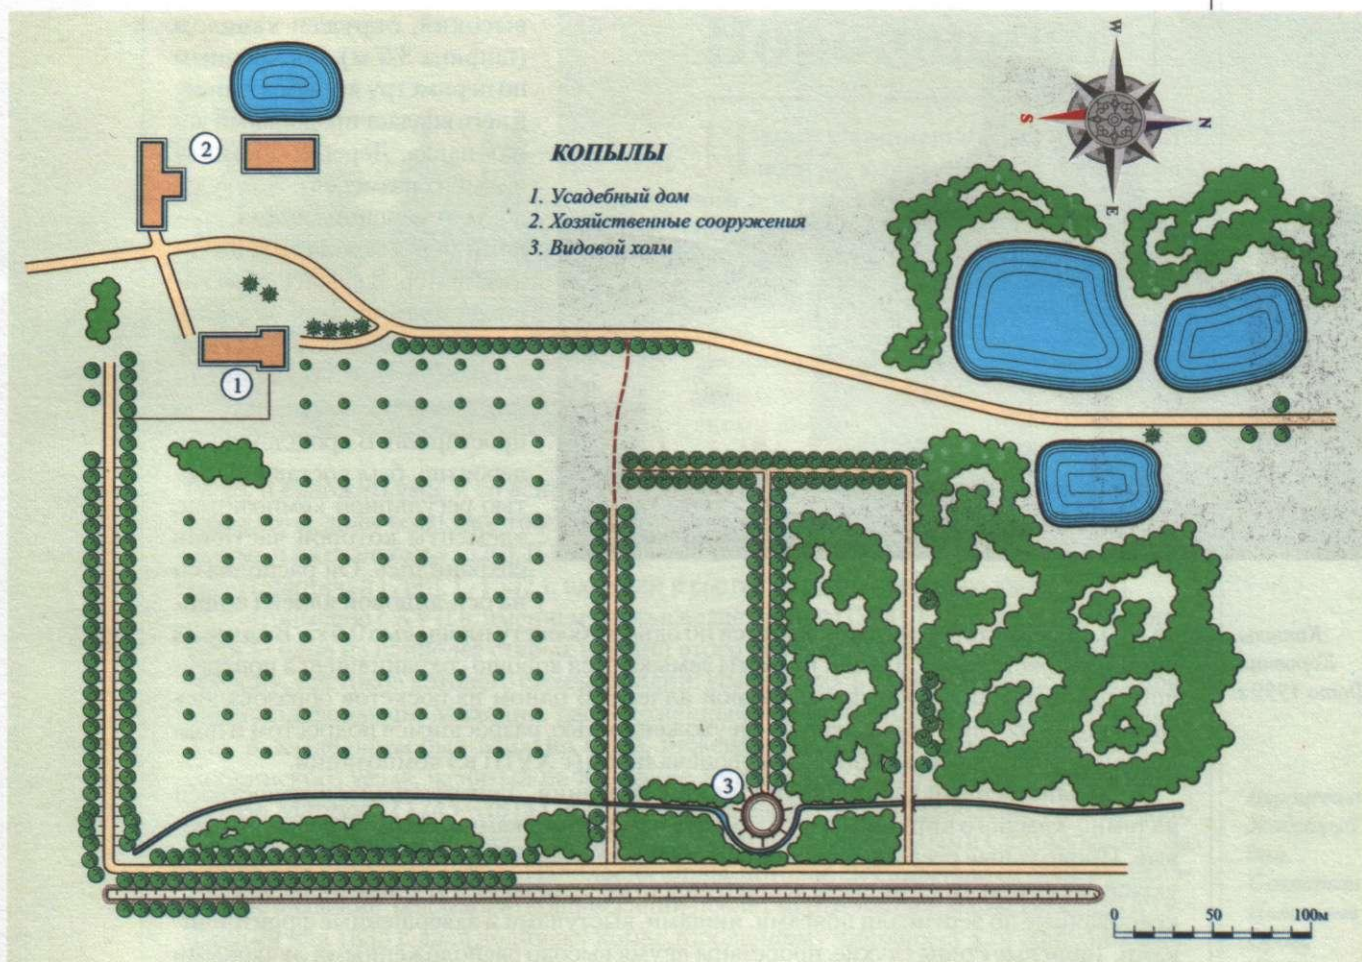 W
S
N
E
2
КОПЫЛЫ
1. Усадебный дом
2. Хозяйственные сооружения
3. Видовой холм
1
3
0 50 100м